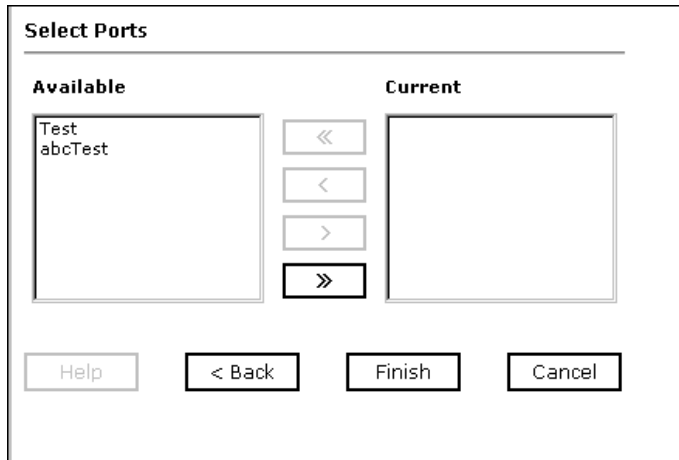 Select Ports
Available
Current
Test
abcTest
«
<
>
»
Help
< Back
Finish
Cancel